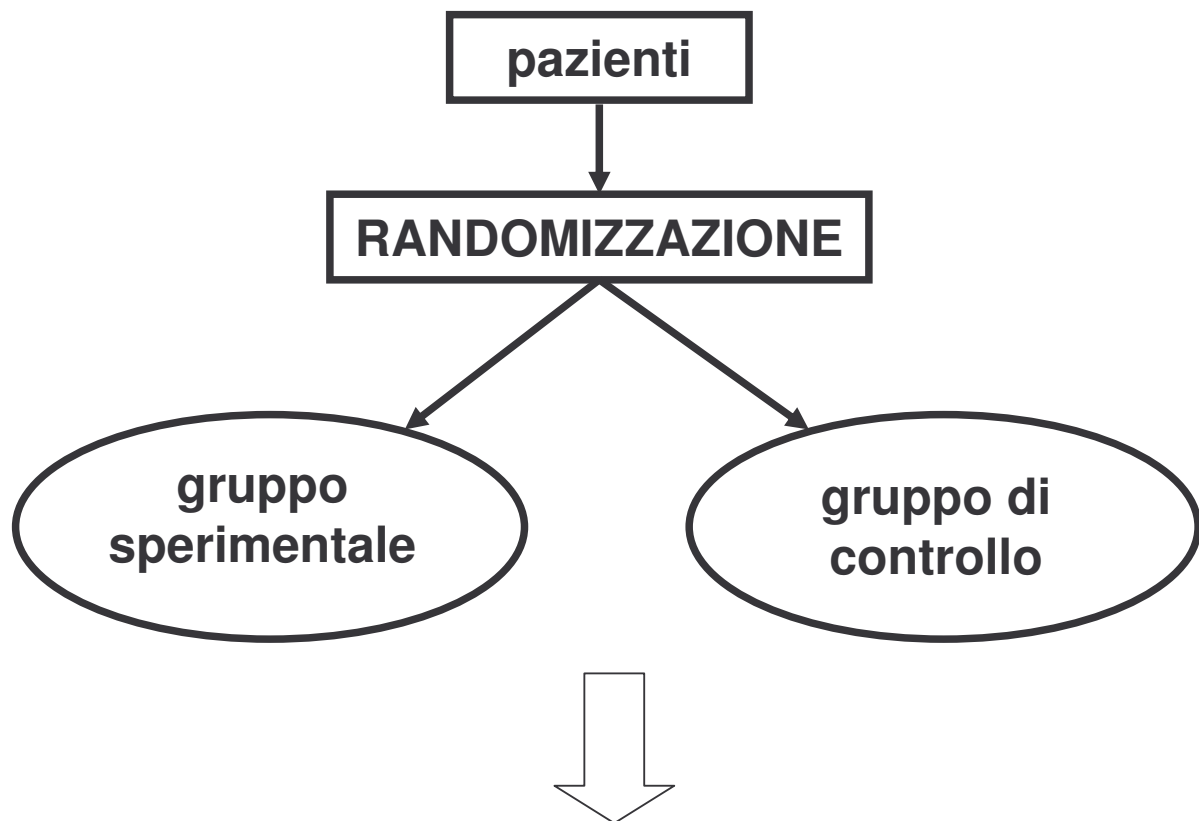 pazienti
RANDOMIZZAZIONE
gruppo
sperimentale
gruppo di
controllo